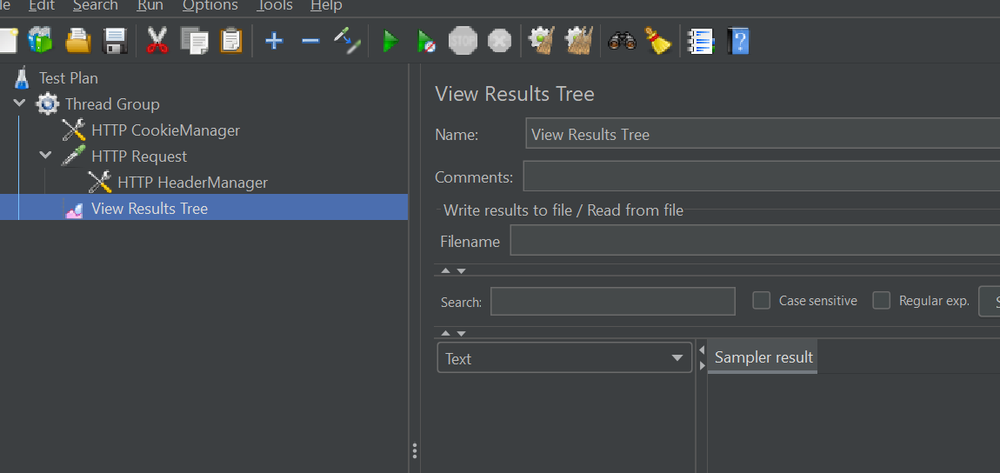 Edit Search Run Options Tools Help
STOP
?
Test Plan
Thread Group
HTTP CookieManager
HTTP Request
HTTP HeaderManager
View Results Tree
View Results Tree
Name: View Results Tree
Comments:
Write results to file / Read from file
Filename
Search: Case sensitive Regular exp.
Text
Sampler result